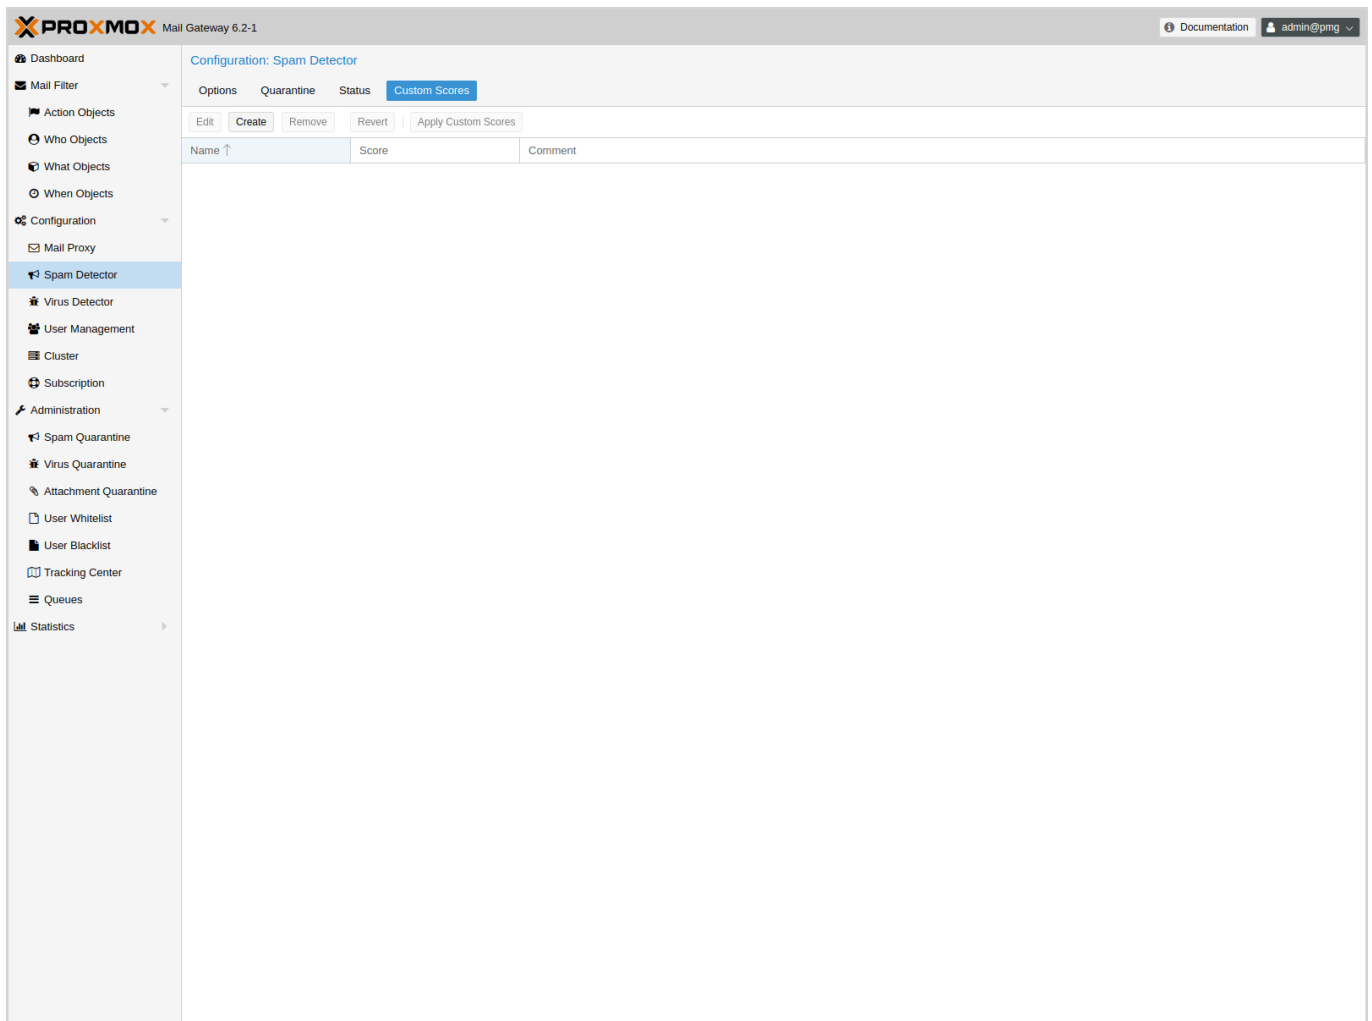 PROXMOX Mail Gateway 6.2-1
Documentation
admin@pmg
Dashboard
Mail Filter
Action Objects
Who Objects
What Objects
When Objects
Configuration
Mail Proxy
Spam Detector
Virus Detector
User Management
Cluster
Subscription
Administration
Spam Quarantine
Virus Quarantine
Attachment Quarantine
User Whitelist
User Blacklist
Tracking Center
Queues
Statistics
Configuration: Spam Detector
Options Quarantine Status Custom Scores
Edit Create Remove Revert Apply Custom Scores
Name Score Comment